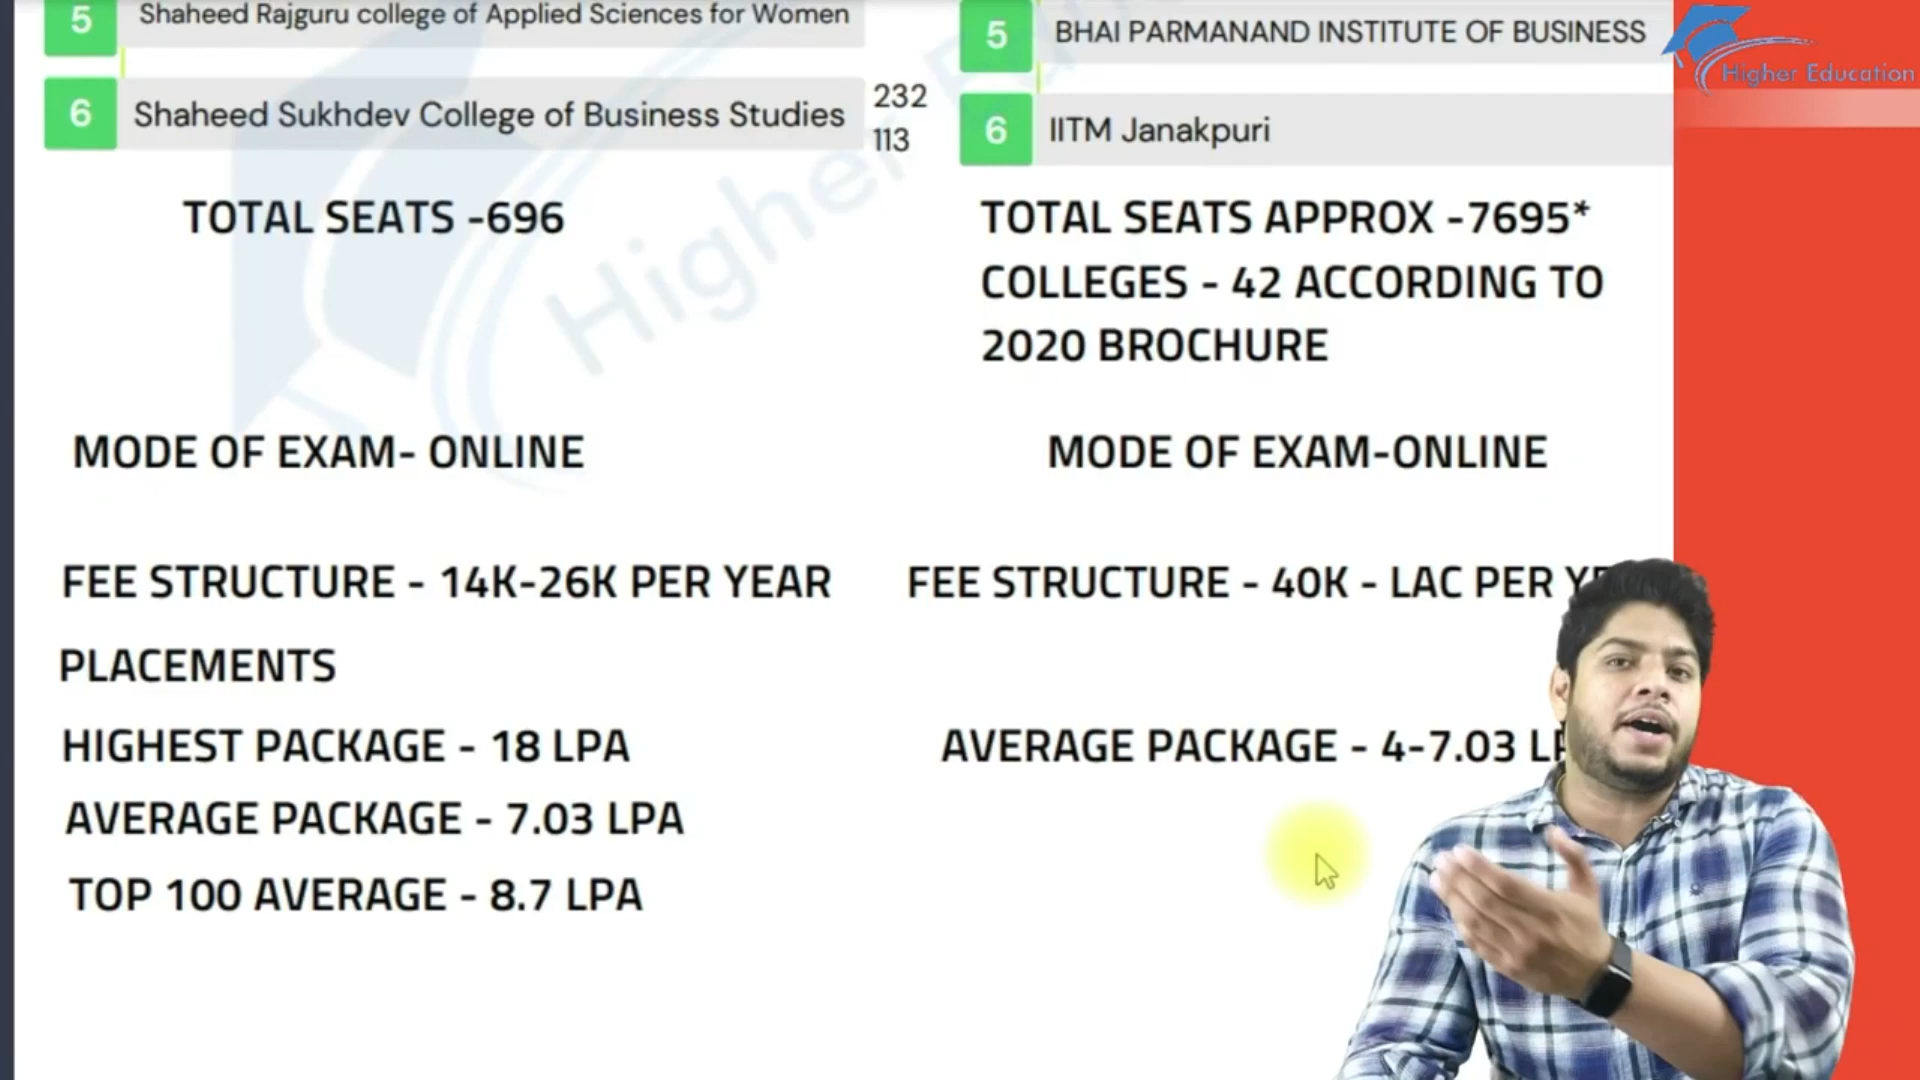 5 Shaheed Rajguru college of Applied Sciences for Women
6 Shaheed Sukhdev College of Business Studies 232
113
TOTAL SEATS -696
MODE OF EXAM- ONLINE
FEE STRUCTURE - 14K-26K PER YEAR
PLACEMENTS
HIGHEST PACKAGE - 18 LPA
AVERAGE PACKAGE - 7.03 LPA
TOP 100 AVERAGE - 8.7 LPA
5 BHAI PARMANAND INSTITUTE OF BUSINESS
6 IITM Janakpuri
TOTAL SEATS APPROX -7695*
COLLEGES - 42 ACCORDING TO
2020 BROCHURE
MODE OF EXAM-ONLINE
FEE STRUCTURE - 40K - LAC PER
AVERAGE PACKAGE - 4-7.03
Higher Education
Higher